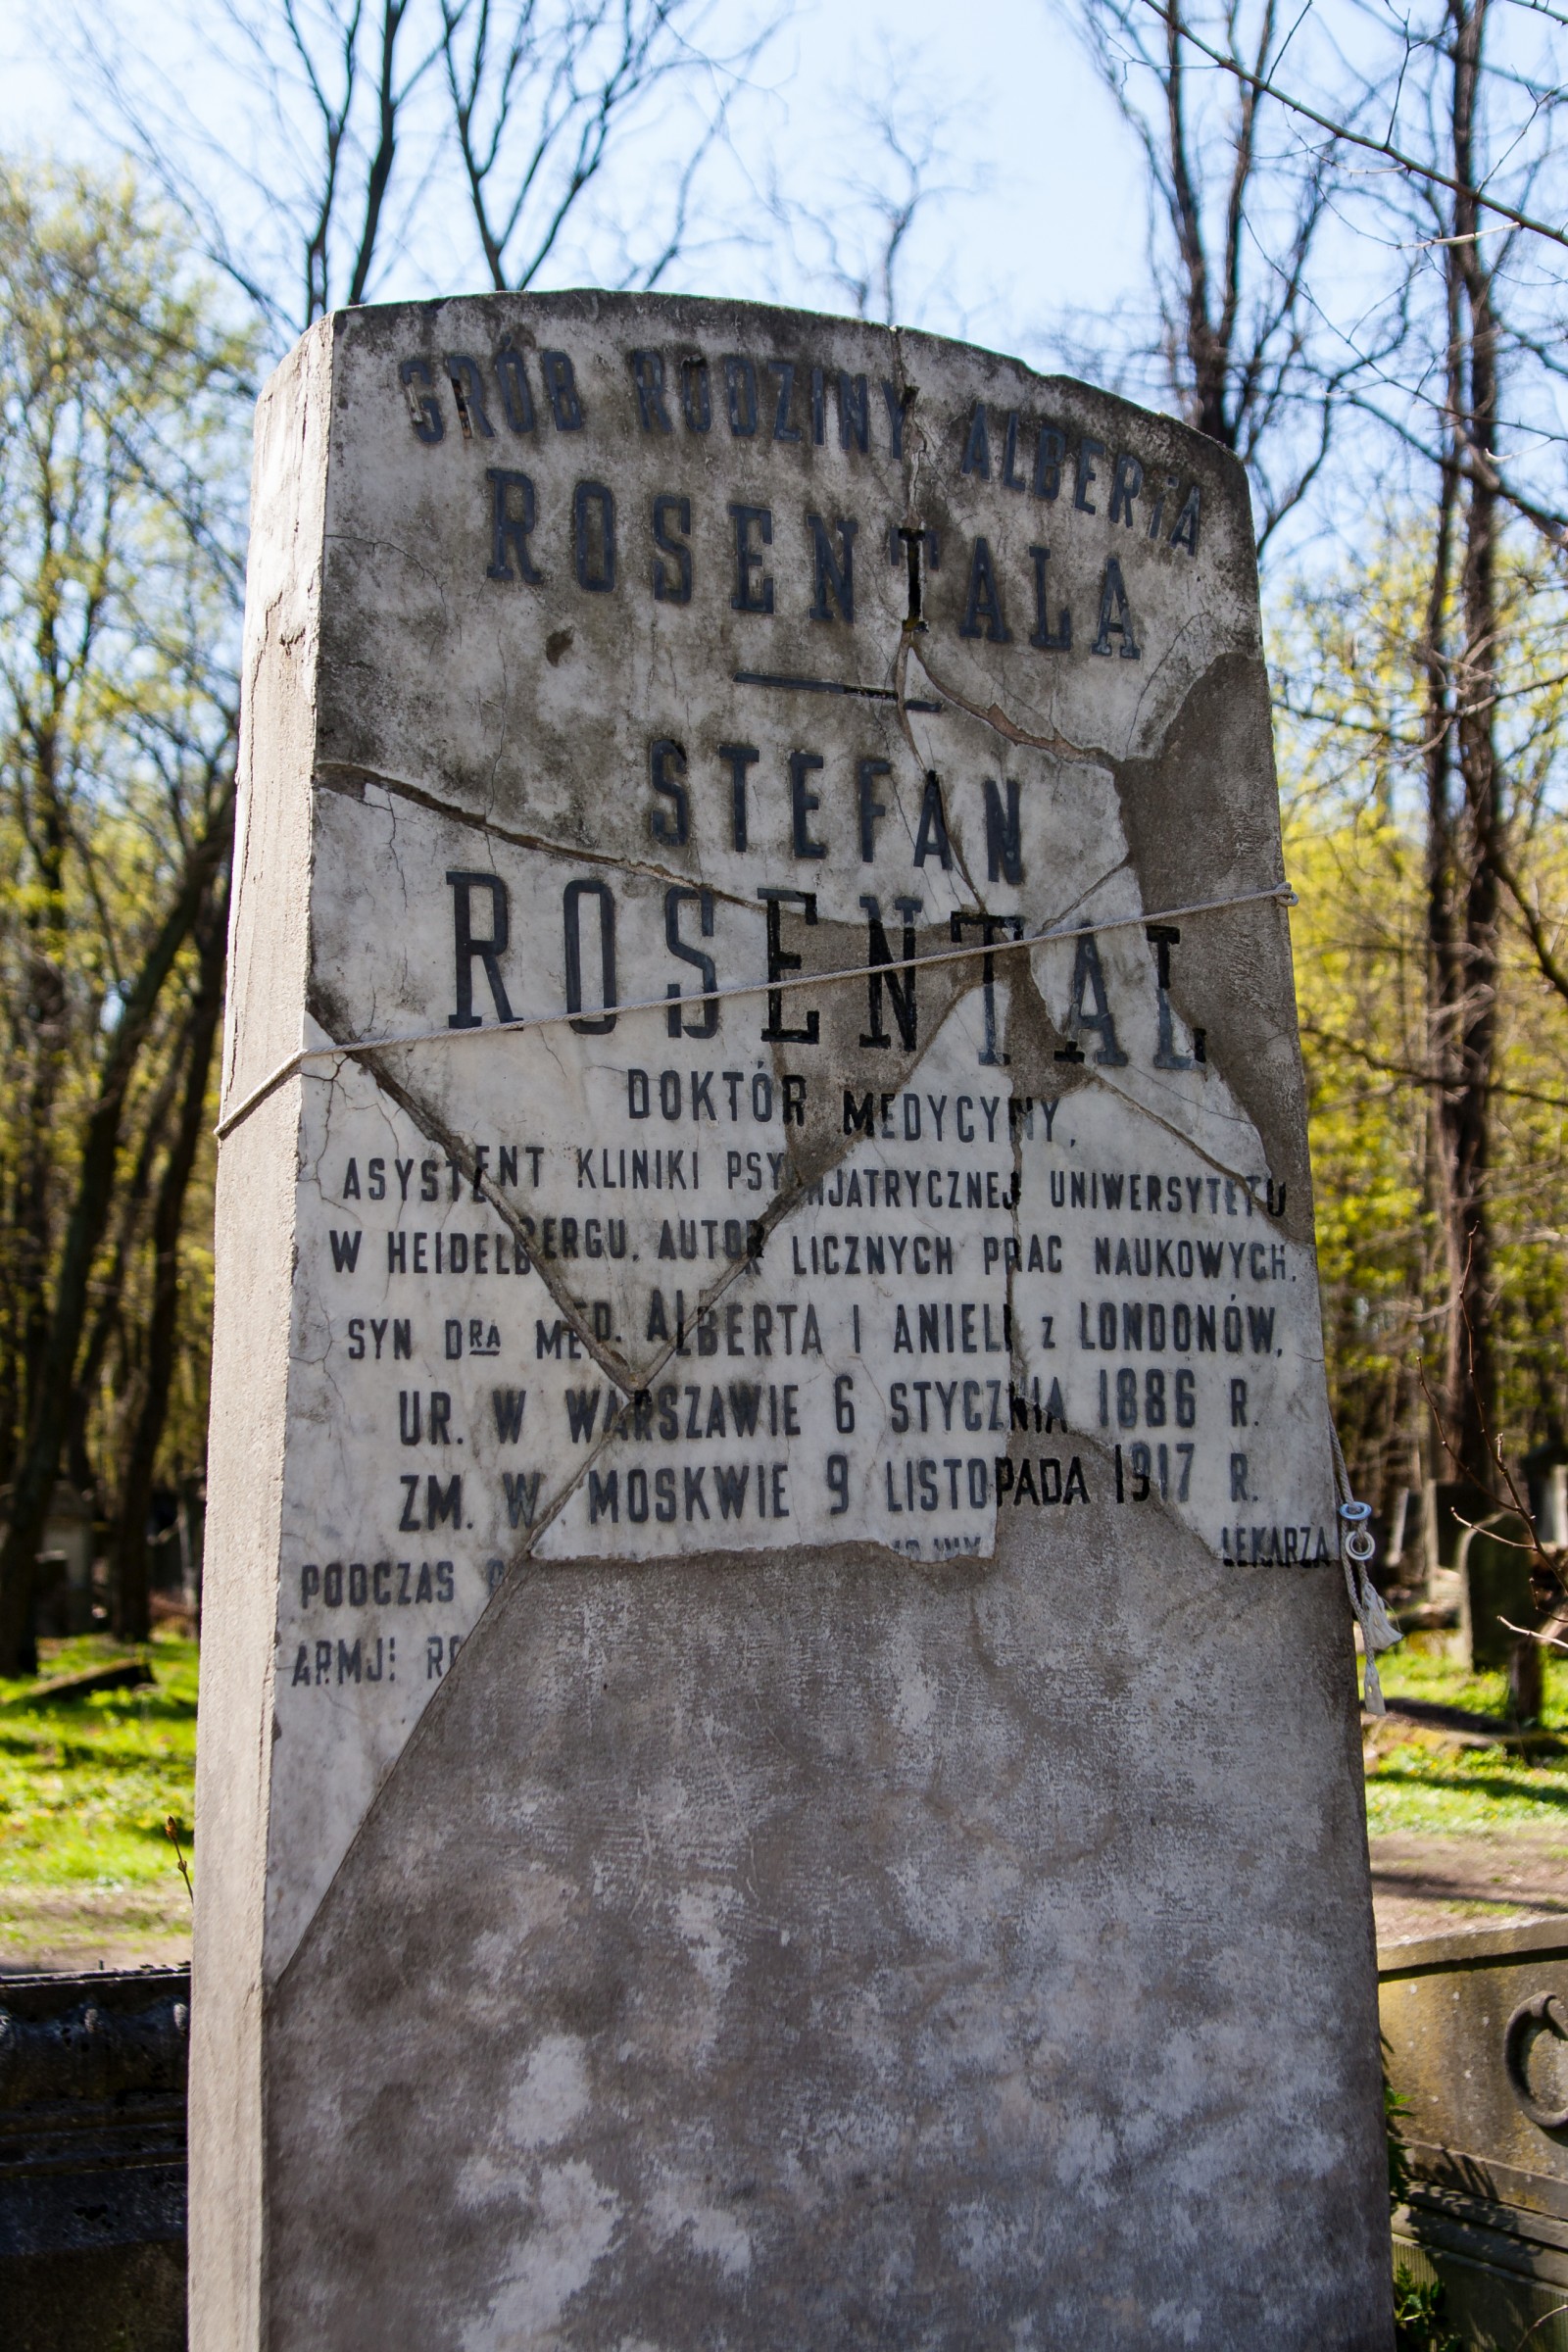 GRÓB RODZINY ALBERTA
ROSENTALA
STEFAN
ROSENTAL
DOKTÓR MEDYCYNY,
ASYSTENT KLINIKI PSYCHJATRYCZNEJ UNIWERSYTETU
W HEIDELBERGU, AUTOR LICZNYCH PRAC NAUKOWYCH.
SYN DRA MED. ALBERTA I ANIELI z LONDONÓW,
UR. W WARSZAWIE 6 STYCZNIA 1886 R.
ZM. W MOSKWIE 9 LISTOPADA 1917 R.
PODCZAS LEKARZA
ARMJI